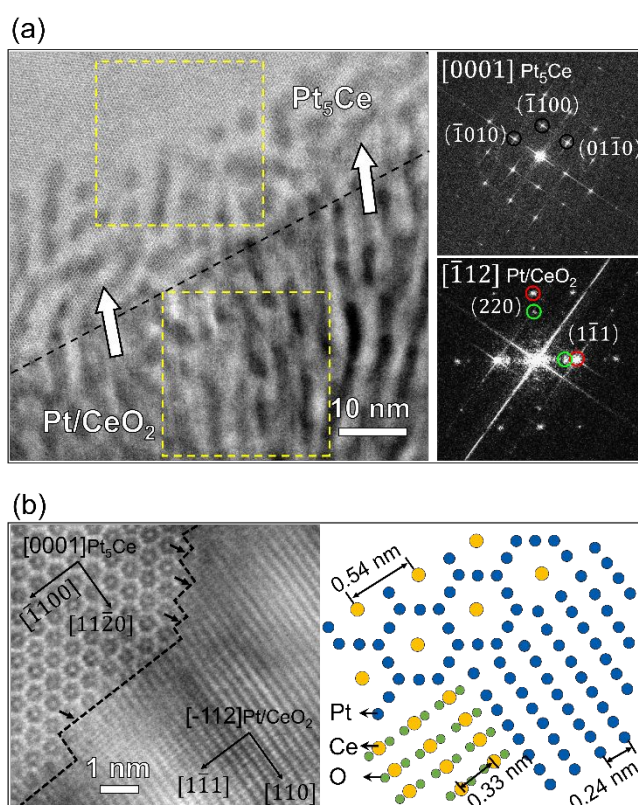 (a)
Pt₅Ce
Pt/CeO₂
10 nm
[0001] Pt₅Ce
(1̅100)
(1̅010)
(011̅0)
[1̅12] Pt/CeO₂
(220)
(11̅1)
(b)
[0001]Pt₅Ce
[1̅100]
[112̅0]
[-112]Pt/CeO₂
[11̅1]
[110]
1 nm
0.54 nm
Pt
Ce
O
0.33 nm
0.24 nm